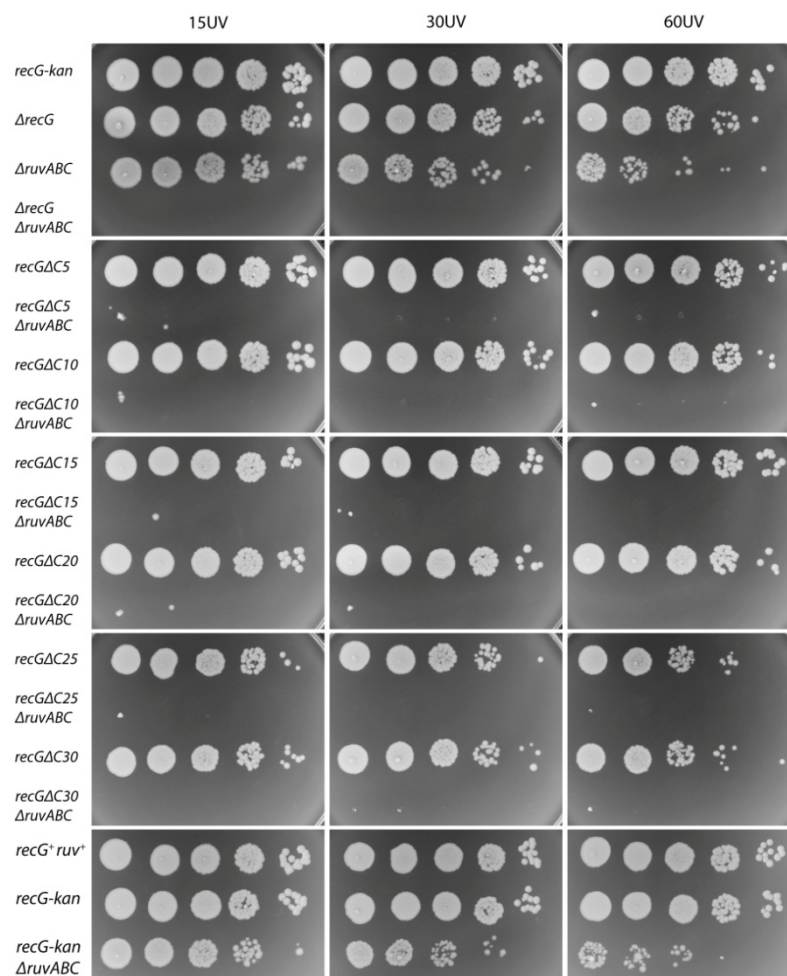 15UV 30UV 60UV
recG-kan
ΔrecG
ΔruvABC
ΔrecG
ΔruvABC
recGΔC5
recGΔC5
ΔruvABC
recGΔC10
recGΔC10
ΔruvABC
recGΔC15
recGΔC15
ΔruvABC
recGΔC20
recGΔC20
ΔruvABC
recGΔC25
recGΔC25
ΔruvABC
recGΔC30
recGΔC30
ΔruvABC
recG⁺ ruv⁺
recG-kan
recG-kan
ΔruvABC